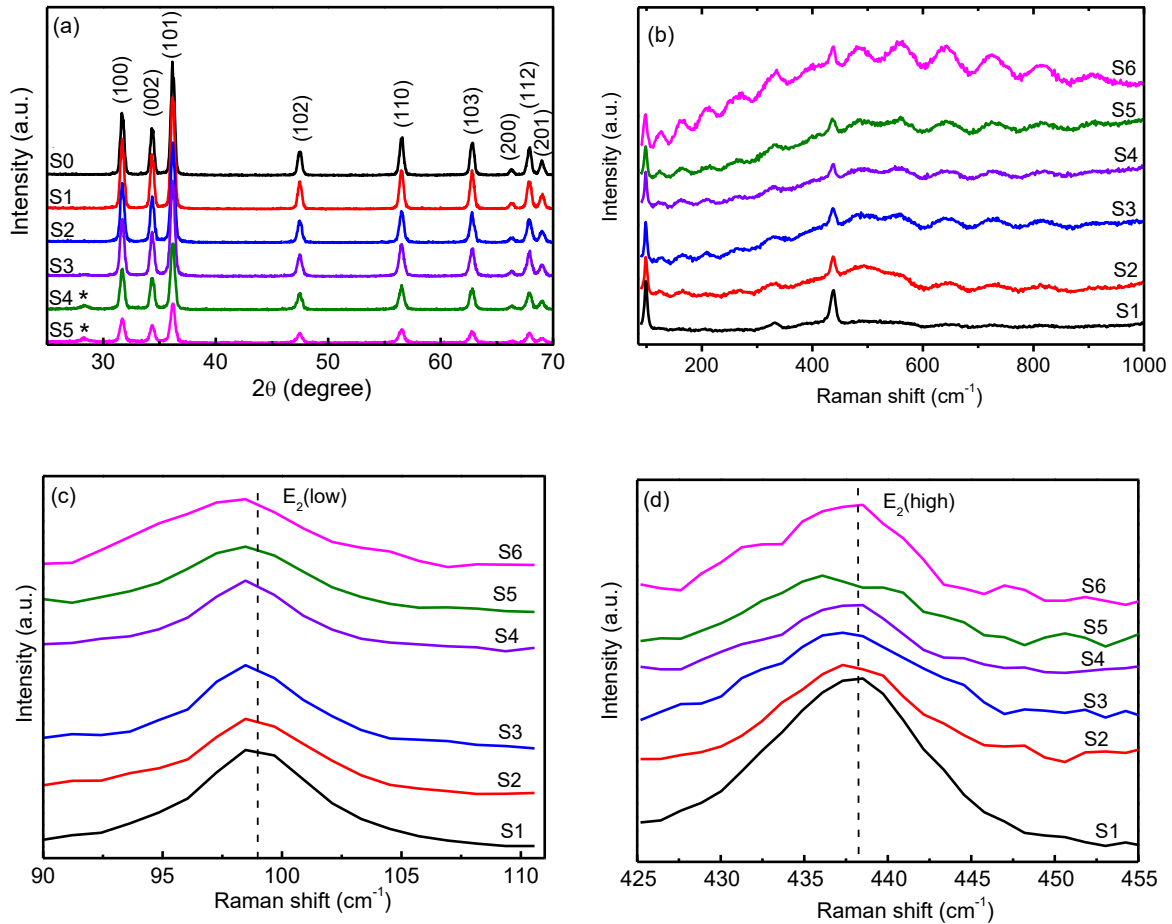 (a)
(100)
(002)
(101)
(102)
(110)
(103)
(200)
(112)
(201)
S0
S1
S2
S3
S4 *
S5 *
30 40 50 60 70
2θ (degree)
Intensity (a.u.)
(b)
S6
S5
S4
S3
S2
S1
200 400 600 800 1000
Raman shift (cm⁻¹)
Intensity (a.u.)
(c)
E₂(low)
S6
S5
S4
S3
S2
S1
90 95 100 105 110
Raman shift (cm⁻¹)
Intensity (a.u.)
(d)
E₂(high)
S6
S5
S4
S3
S2
S1
425 430 435 440 445 450 455
Raman shift (cm⁻¹)
Intensity (a.u.)